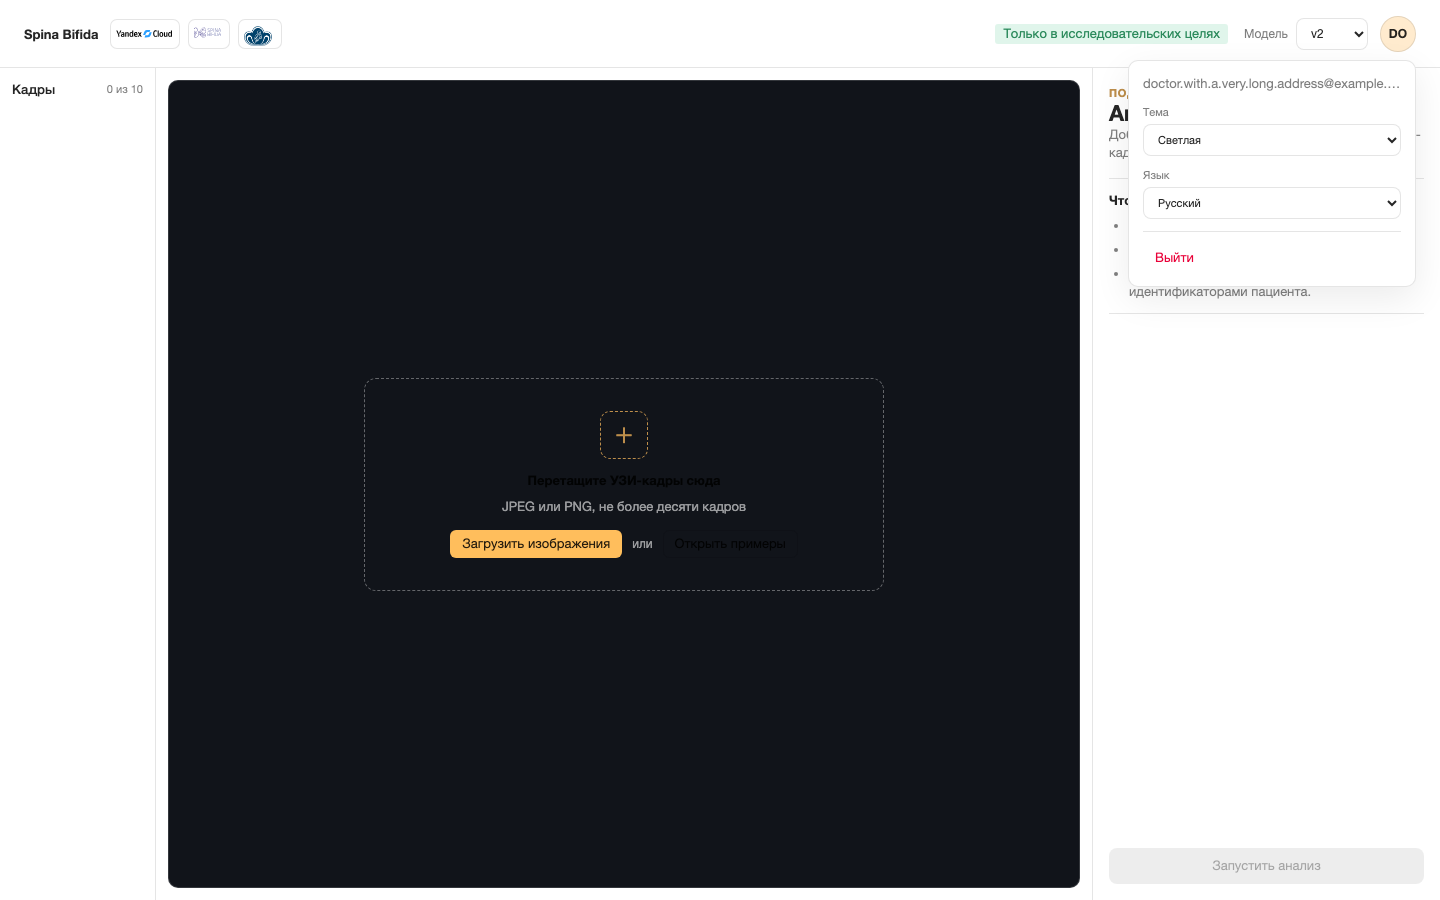 Spina Bifida
Yandex Cloud
SPINA BIFIDA
Только в исследовательских целях
Модель
v2
DO
Кадры
0 из 10
doctor.with.a.very.long.address@example.…
Тема
Светлая
Язык
Русский
Выйти
идентификаторами пациента.
Перетащите УЗИ-кадры сюда
JPEG или PNG, не более десяти кадров
Загрузить изображения
или
Открыть примеры
Запустить анализ